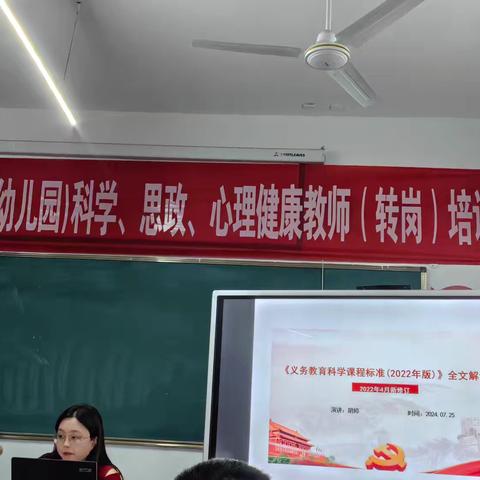 幼儿园)科学、思政、心理健康教师（转岗）培训
《义务教育科学课程标准(2022年版)》全文解
2022年4月新修订
时间：2024.07.25